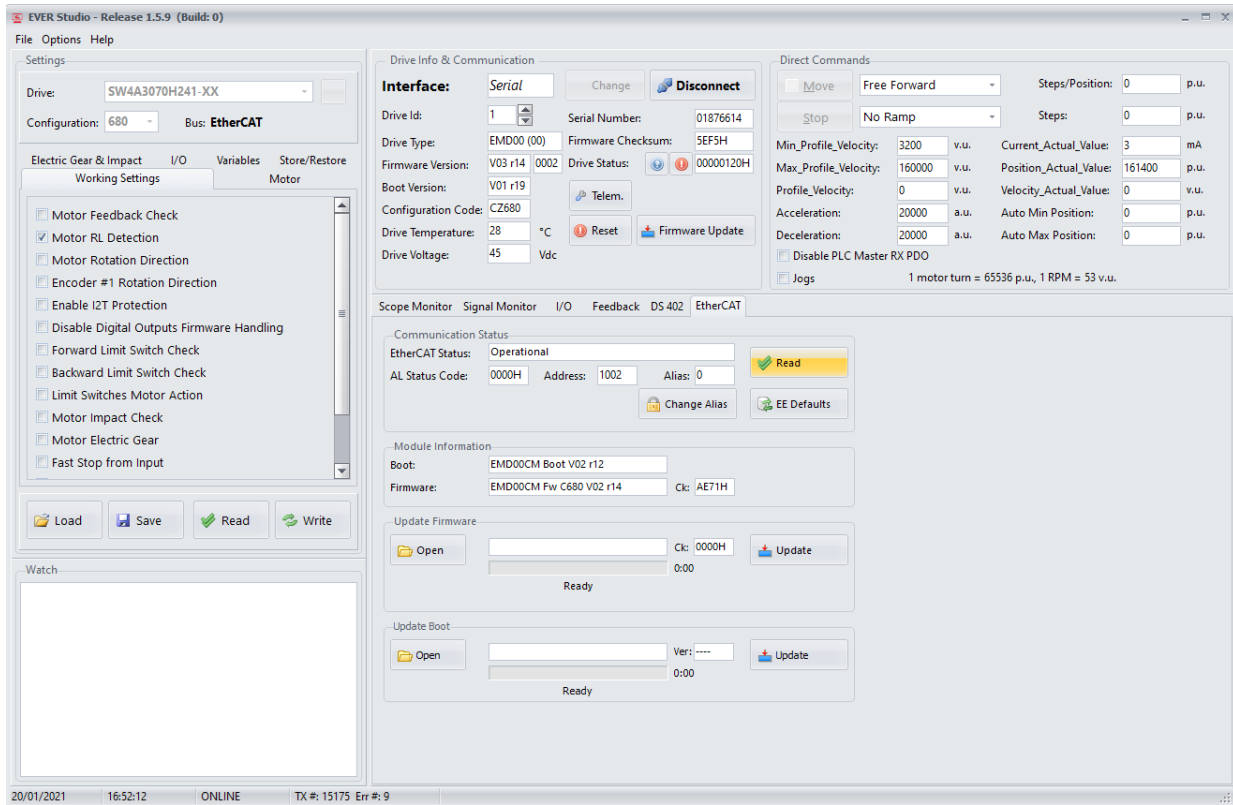 EVER Studio - Release 1.5.9 (Build: 0)
File Options Help
Settings
Drive: SW4A3070H241-XX
Configuration: 680 Bus: EtherCAT
Electric Gear & Impact I/O Variables Store/Restore
Working Settings Motor
Motor Feedback Check
Motor RL Detection
Motor Rotation Direction
Encoder #1 Rotation Direction
Enable I2T Protection
Disable Digital Outputs Firmware Handling
Forward Limit Switch Check
Backward Limit Switch Check
Limit Switches Motor Action
Motor Impact Check
Motor Electric Gear
Fast Stop from Input
Load Save Read Write
Watch
Drive Info & Communication
Interface: Serial Change Disconnect
Drive Id: 1 Serial Number: 01876614
Drive Type: EMD00 (00) Firmware Checksum: 5EF5H
Firmware Version: V03 r14 0002 Drive Status: 00000120H
Boot Version: V01 r19 Telem.
Configuration Code: CZ680
Drive Temperature: 28 °C Reset Firmware Update
Drive Voltage: 45 Vdc
Direct Commands
Move Free Forward Steps/Position: 0 p.u.
Stop No Ramp Steps: 0 p.u.
Min_Profile_Velocity: 3200 v.u. Current_Actual_Value: 3 mA
Max_Profile_Velocity: 160000 v.u. Position_Actual_Value: 161400 p.u.
Profile_Velocity: 0 v.u. Velocity_Actual_Value: 0 v.u.
Acceleration: 20000 a.u. Auto Min Position: 0 p.u.
Deceleration: 20000 a.u. Auto Max Position: 0 p.u.
Disable PLC Master RX PDO
Jogs 1 motor turn = 65536 p.u., 1 RPM = 53 v.u.
Scope Monitor Signal Monitor I/O Feedback DS 402 EtherCAT
Communication Status
EtherCAT Status: Operational Read
AL Status Code: 0000H Address: 1002 Alias: 0
Change Alias EE Defaults
Module Information
Boot: EMD00CM Boot V02 r12
Firmware: EMD00CM Fw C680 V02 r14 Ck: AE71H
Update Firmware
Open Ck: 0000H Update
0:00
Ready
Update Boot
Open Ver: ---- Update
0:00
Ready
20/01/2021 16:52:12 ONLINE TX #: 15175 Err #: 9